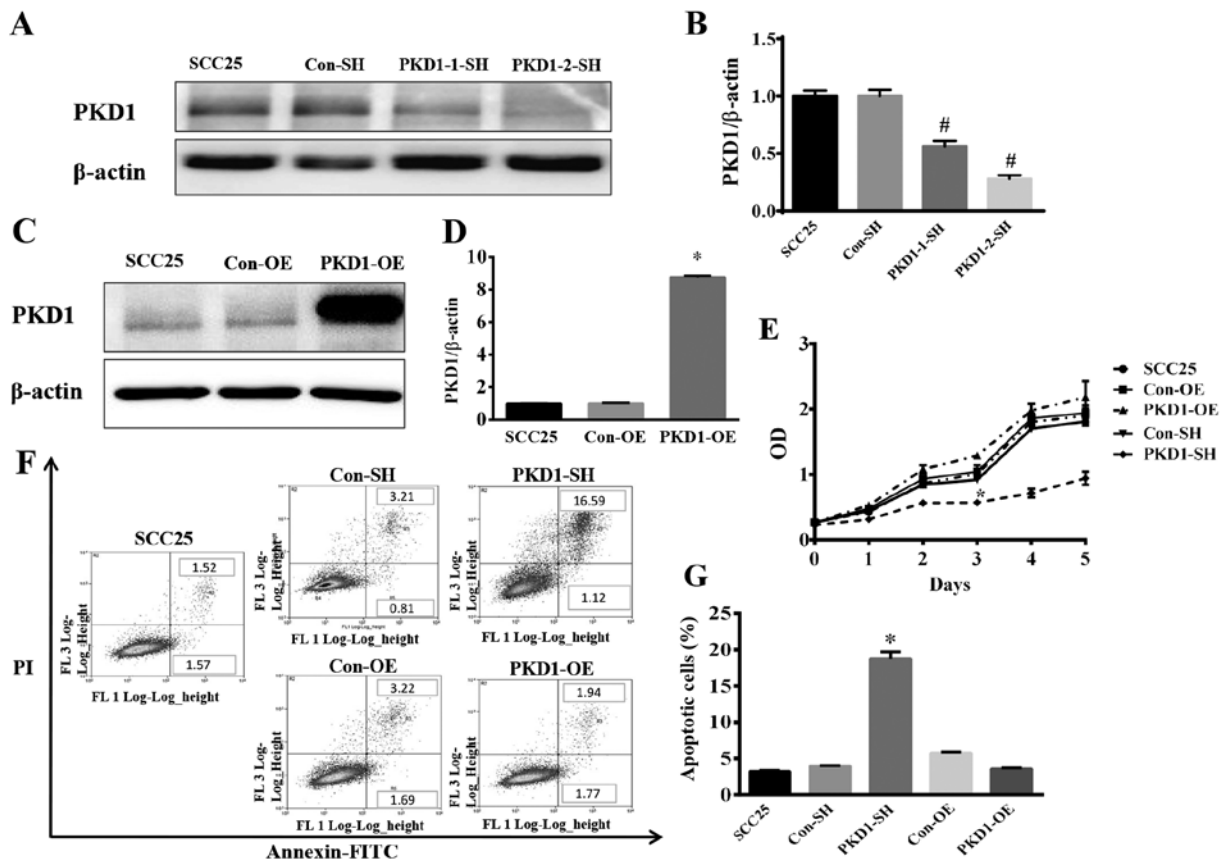 A
SCC25 Con-SH PKD1-1-SH PKD1-2-SH
PKD1
β-actin
B
PKD1/β-actin
1.5
1.0
0.5
0.0
# #
SCC25 Con-SH PKD1-1-SH PKD1-2-SH
C
SCC25 Con-OE PKD1-OE
PKD1
β-actin
D
PKD1/β-actin
10
8
6
4
2
0
*
SCC25 Con-OE PKD1-OE
E
OD
3
2
1
0
*
0 1 2 3 4 5
Days
SCC25
Con-OE
PKD1-OE
Con-SH
PKD1-SH
F
PI
Annexin-FITC
SCC25
1.52
1.57
FL 3 Log-
Log_Height
FL 1 Log-Log_height
Con-SH
3.21
0.81
FL 3 Log-
Log_Height
FL 1 Log-Log_height
PKD1-SH
16.59
1.12
FL 3 Log-
Log_Height
FL 1 Log-Log_height
Con-OE
3.22
1.69
FL 3 Log-
Log_Height
FL 1 Log-Log_height
PKD1-OE
1.94
1.77
FL 3 Log-
Log_Height
FL 1 Log-Log_height
G
Apoptotic cells (%)
25
20
15
10
5
0
*
SCC25 Con-SH PKD1-SH Con-OE PKD1-OE